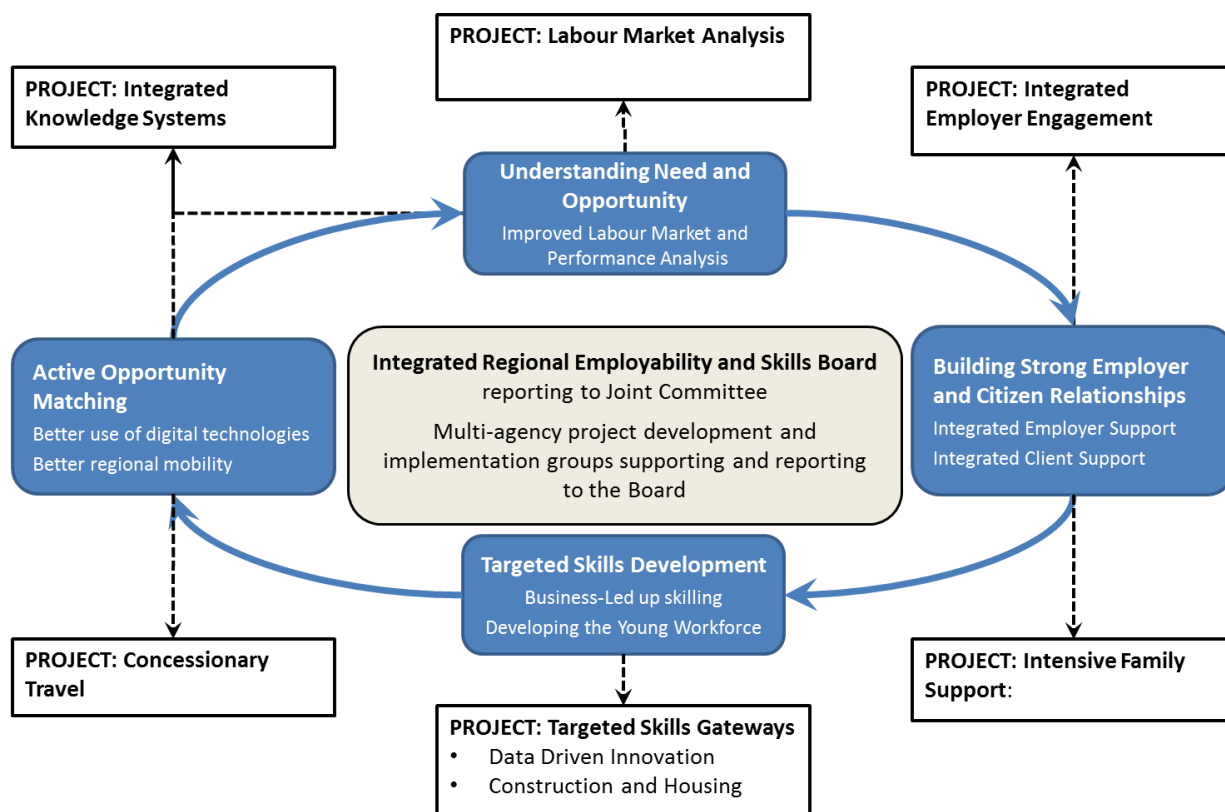 PROJECT: Labour Market Analysis
PROJECT: Integrated
Knowledge Systems
PROJECT: Integrated
Employer Engagement
Understanding Need and
Opportunity
Improved Labour Market and
Performance Analysis
Active Opportunity
Matching
Better use of digital technologies
Better regional mobility
Integrated Regional Employability and Skills Board
reporting to Joint Committee
Multi-agency project development and
implementation groups supporting and reporting
to the Board
Building Strong Employer
and Citizen Relationships
Integrated Employer Support
Integrated Client Support
Targeted Skills Development
Business-Led up skilling
Developing the Young Workforce
PROJECT: Concessionary
Travel
PROJECT: Intensive Family
Support:
PROJECT: Targeted Skills Gateways
• Data Driven Innovation
• Construction and Housing